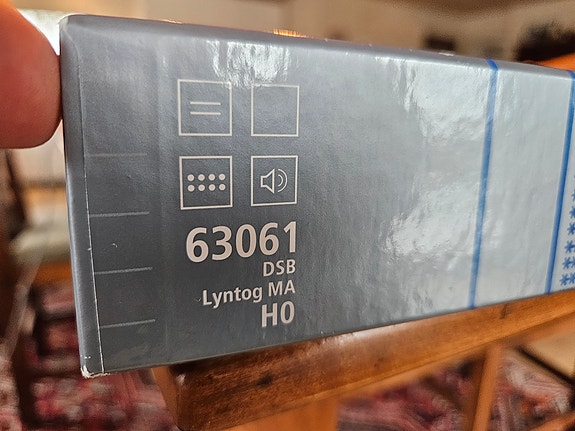 63061
DSB
Lyntog MA
H0